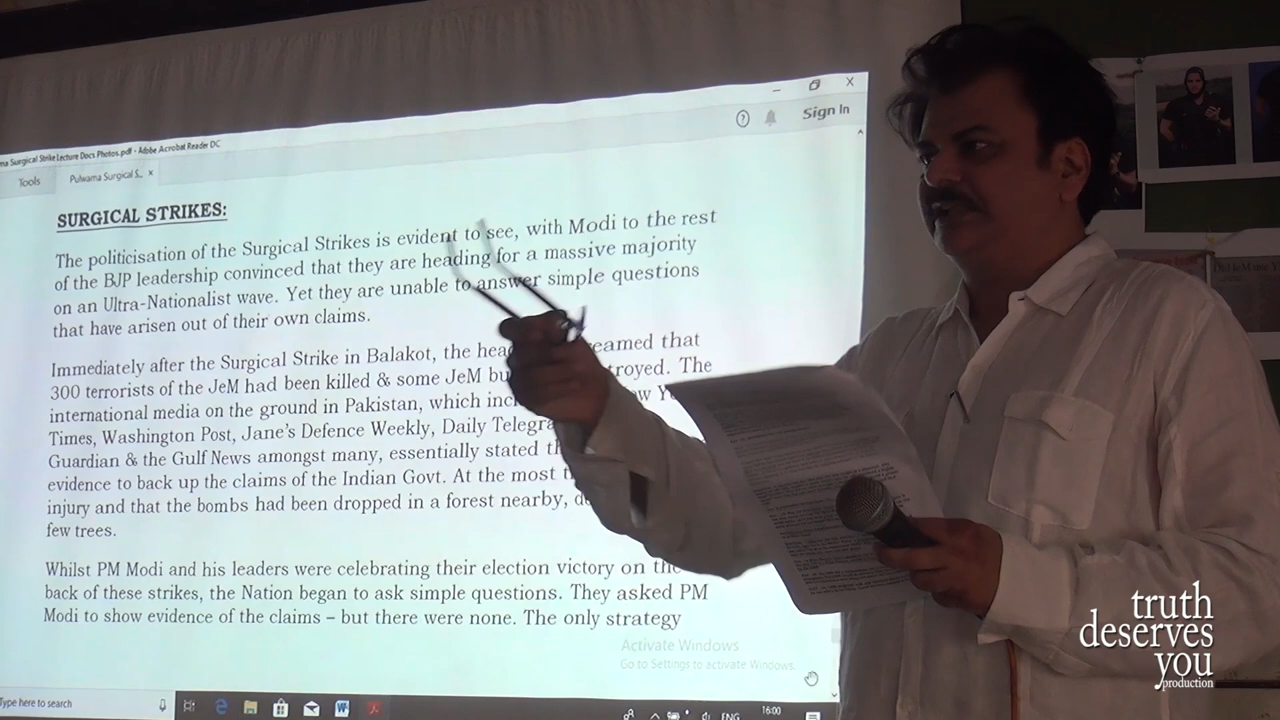 Sign In
ma Surgical Strike Lecture Docs Photos.pdf - Adobe Acrobat Reader DC
Tools
Pulwama Surgical S...
SURGICAL STRIKES:
The politicisation of the Surgical Strikes is evident to see, with Modi to the rest
of the BJP leadership convinced that they are heading for a massive majority
on an Ultra-Nationalist wave. Yet they are unable to answer simple questions
that have arisen out of their own claims.
Immediately after the Surgical Strike in Balakot, the hea eamed that
300 terrorists of the JeM had been killed & some JeM bu troyed. The
international media on the ground in Pakistan, which inc w Y
Times, Washington Post, Jane's Defence Weekly, Daily Telegra
Guardian & the Gulf News amongst many, essentially stated th
evidence to back up the claims of the Indian Govt. At the most t
injury and that the bombs had been dropped in a forest nearby, d
few trees.
Whilst PM Modi and his leaders were celebrating their election victory on the
back of these strikes, the Nation began to ask simple questions. They asked PM
Modi to show evidence of the claims – but there were none. The only strategy
Activate Windows
Go to Settings to activate Windows.
Type here to search
ENG
16:00
truth
deserves
you
production